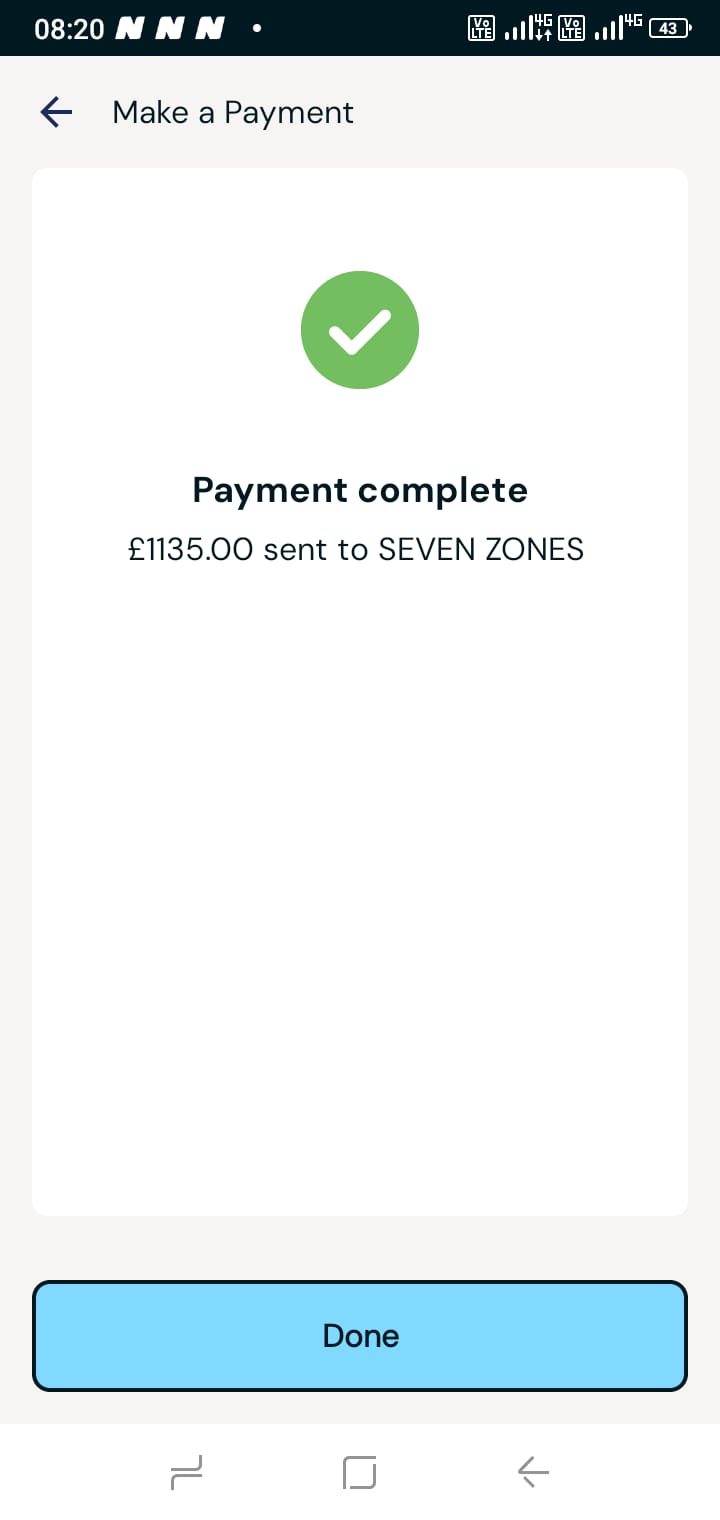 08:20 N N N
Vo LTE 4G Vo LTE 4G 43
Make a Payment
Payment complete
£1135.00 sent to SEVEN ZONES
Done